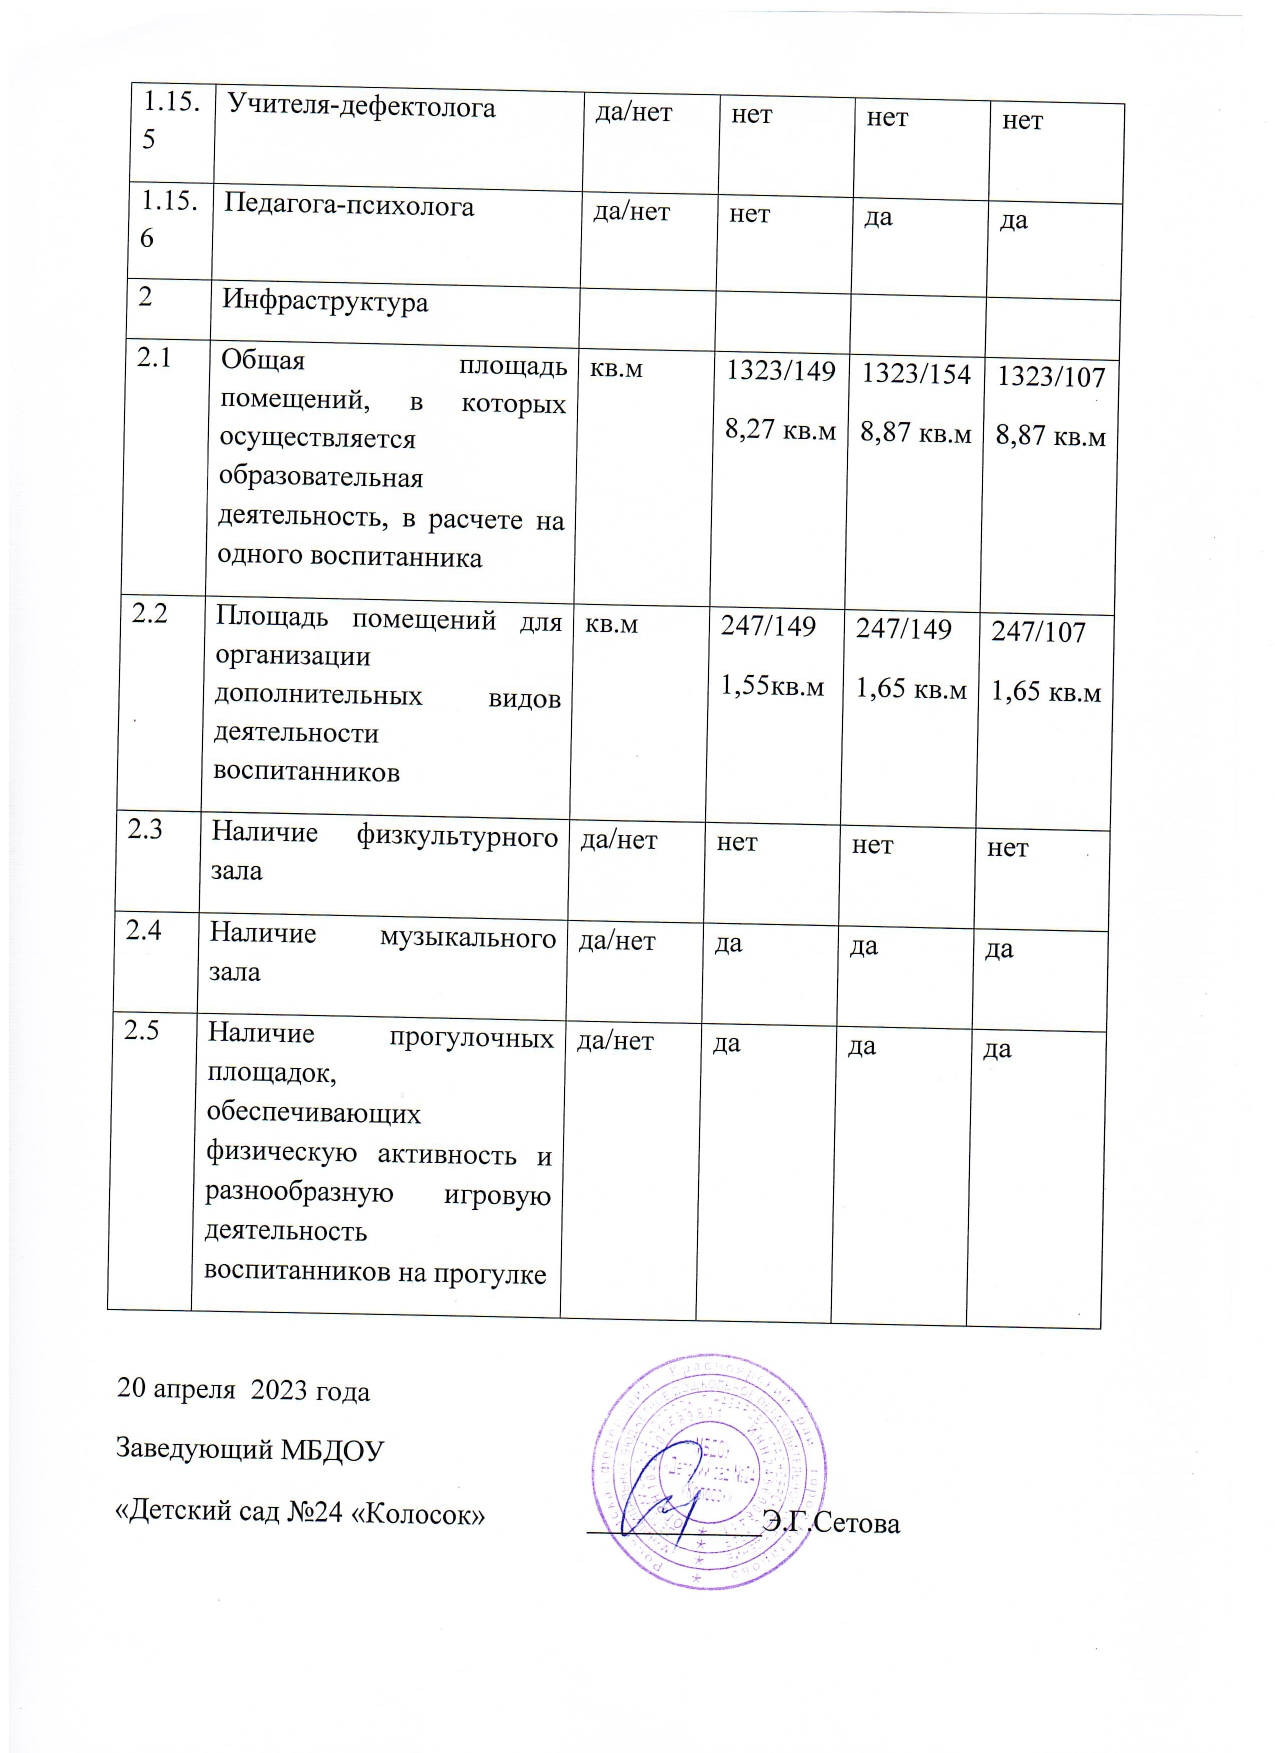 1.15.
5
Учителя-дефектолога
да/нет
нет
нет
нет
1.15.
6
Педагога-психолога
да/нет
нет
да
да
2
Инфраструктура
2.1
Общая площадь
помещений, в которых
осуществляется
образовательная
деятельность, в расчете на
одного воспитанника
кв.м
1323/149
8,27 кв.м
1323/154
8,87 кв.м
1323/107
8,87 кв.м
2.2
Площадь помещений для
организации
дополнительных видов
деятельности
воспитанников
кв.м
247/149
1,55кв.м
247/149
1,65 кв.м
247/107
1,65 кв.м
2.3
Наличие физкультурного
зала
да/нет
нет
нет
нет
2.4
Наличие музыкального
зала
да/нет
да
да
да
2.5
Наличие прогулочных
площадок,
обеспечивающих
физическую активность и
разнообразную игровую
деятельность
воспитанников на прогулке
да/нет
да
да
да
20 апреля 2023 года
Заведующий МБДОУ
«Детский сад №24 «Колосок» Э.Г.Сетова